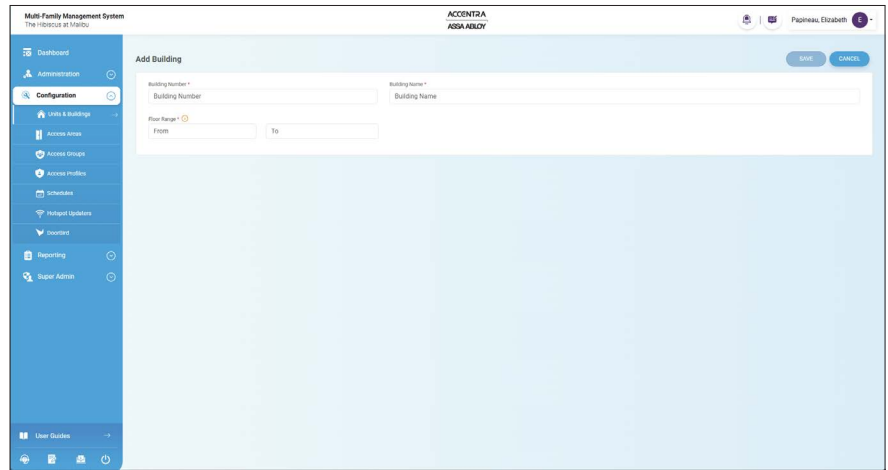 Multi-Family Management System
The Hibiscus at Malibu
ACCENTRA
ASSA ABLOY
Papineau, Elizabeth E
Dashboard
Administration
Configuration
Units & Buildings
Access Areas
Access Groups
Access Profiles
Schedules
Hotspot Updaters
DoorBird
Reporting
Super Admin
User Guides
Add Building
SAVE CANCEL
Building Number * Building Name *
Building Number Building Name
Floor Range *
From To